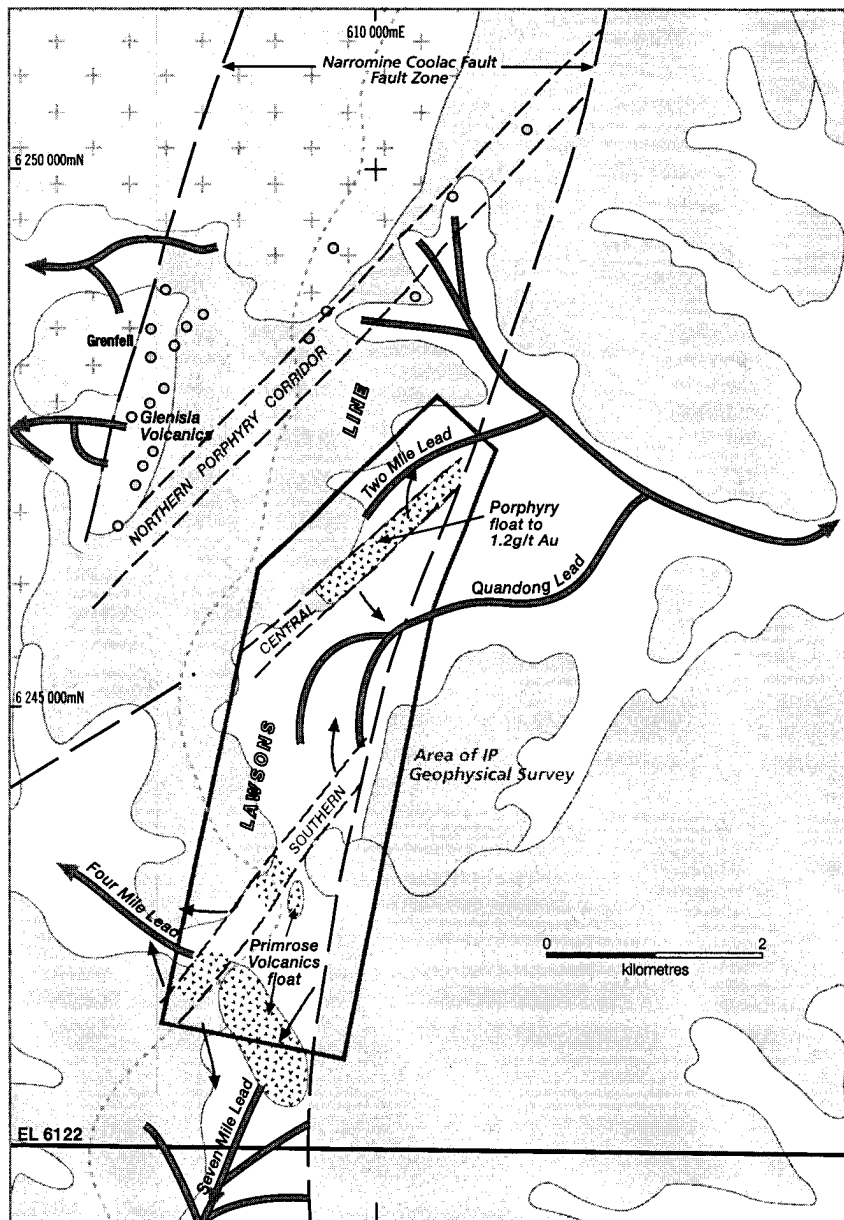 610 000mE
Narromine Coolac Fault
Fault Zone
6 250 000mN
Grenfell
Glenisla
Volcanics
NORTHERN PORPHYRY CORRIDOR
LINE
Two Mile Lead
Porphyry
float to
1.2g/t Au
Quandong Lead
CENTRAL
6 245 000mN
LAWSONS
Area of IP
Geophysical Survey
SOUTHERN
Four Mile Lead
Primrose
Volcanics
float
0 2
kilometres
EL 6122
Seven Mile Lead